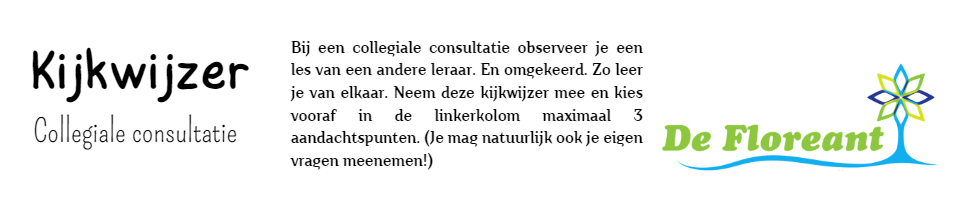 Kijkwijzer
Collegiale consultatie
Bij een collegiale consultatie observeer je een
les van een andere leraar. En omgekeerd. Zo leer
je van elkaar. Neem deze kijkwijzer mee en kies
vooraf in de linkerkolom maximaal 3
aandachtspunten. (Je mag natuurlijk ook je eigen
vragen meenemen!)
De Floreant